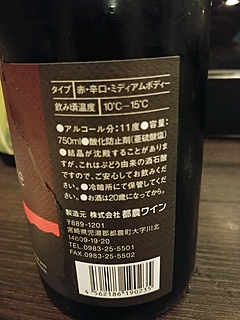 タイプ 赤・辛口・ミディアムボディー
飲み頃温度 10℃−15℃
●アルコール分:11度●容量:
750ml●酸化防止剤(亜硫酸塩)
●結晶が沈殿することがありま
すが、これはぶどう由来の酒石酸
ですので、ご安心してお飲みくだ
さい。●冷暗所にて保管してくださ
い。●お酒は20歳になってから。
製造元 株式会社 都農ワイン
〒889-1201
宮崎県児湯郡都農町大字川北
14609-19・20
TEL.0983-25-5501
FAX.0983-25-5502
4 562186 190235